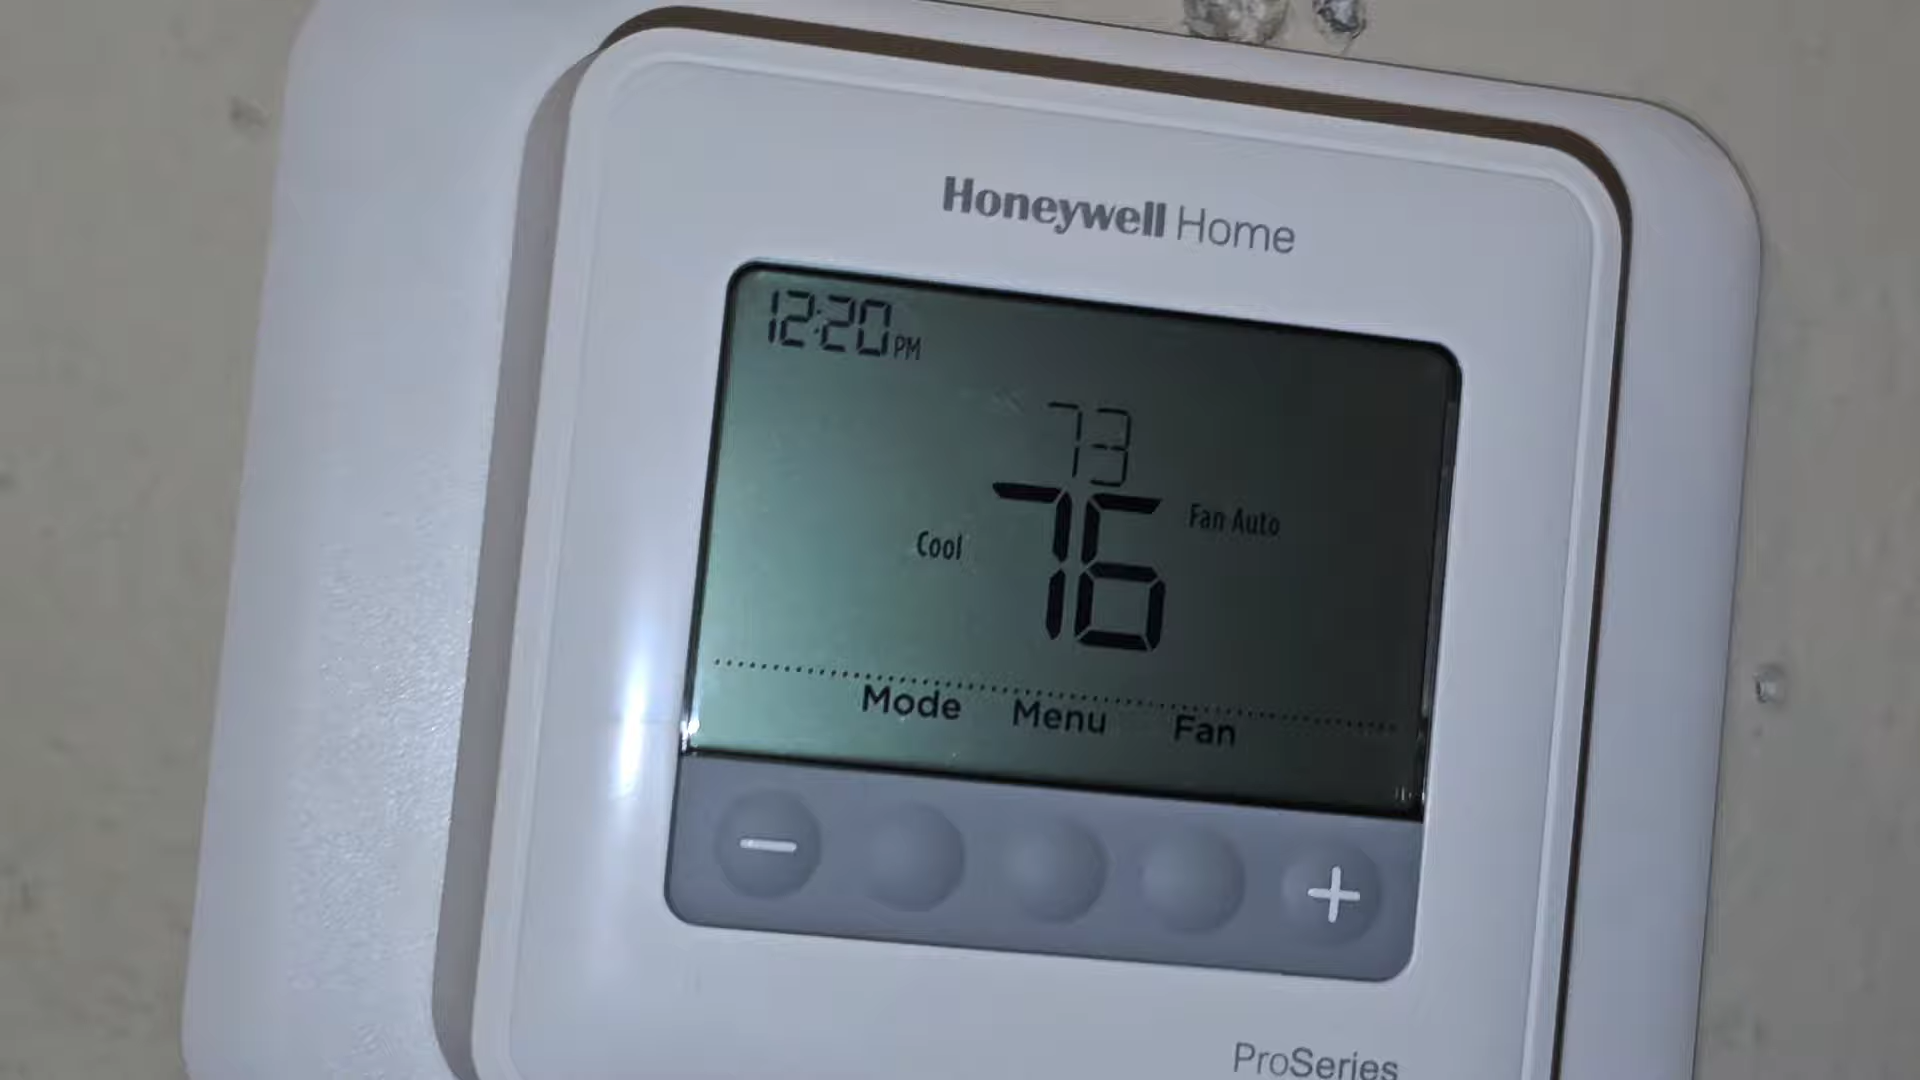 Honeywell Home
12:20 PM
73
Cool 76 Fan Auto
Mode Menu Fan
− +
ProSeries